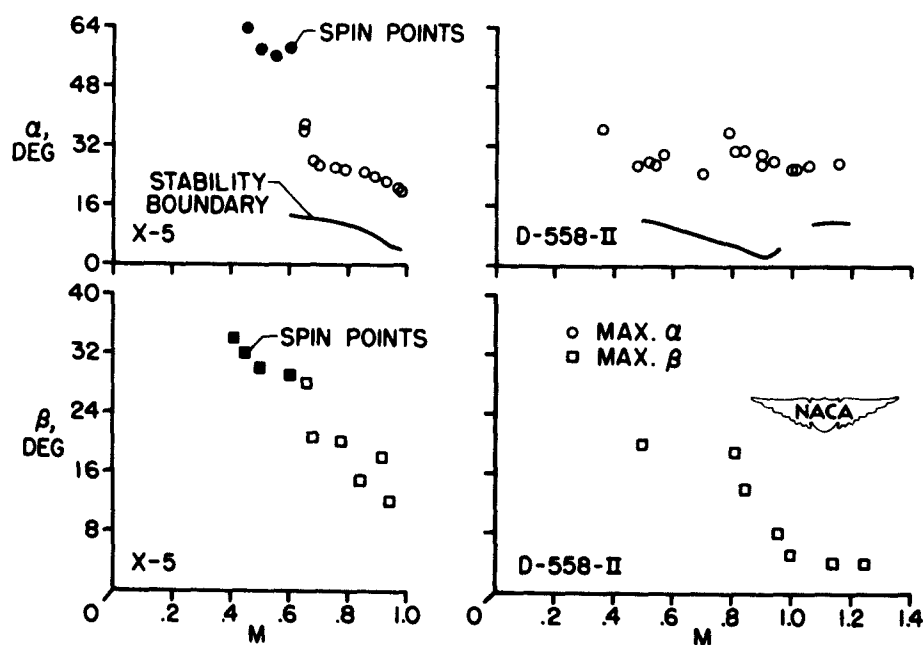 64
48
32
16
0
α,
DEG
SPIN POINTS
STABILITY
BOUNDARY
X-5
D-558-II
40
32
24
16
8
0
β,
DEG
SPIN POINTS
X-5
.2 .4 .6 .8 1.0
M
○ MAX. α
□ MAX. β
NACA
D-558-II
0 .2 .4 .6 .8 1.0 1.2 1.4
M